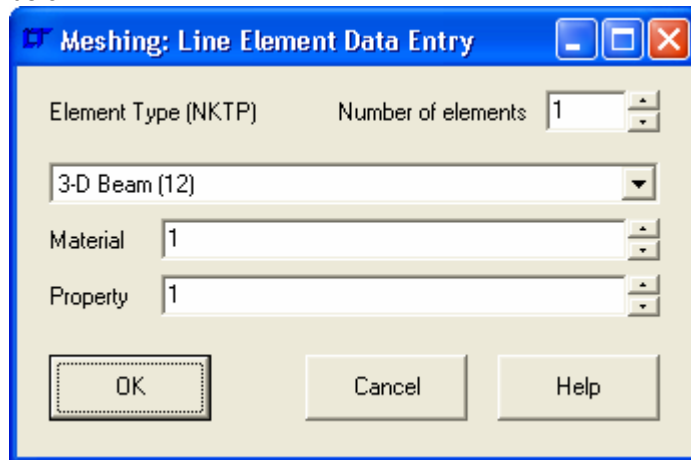 Meshing: Line Element Data Entry
Element Type (NKTP) Number of elements 1
3-D Beam (12)
Material 1
Property 1
OK Cancel Help